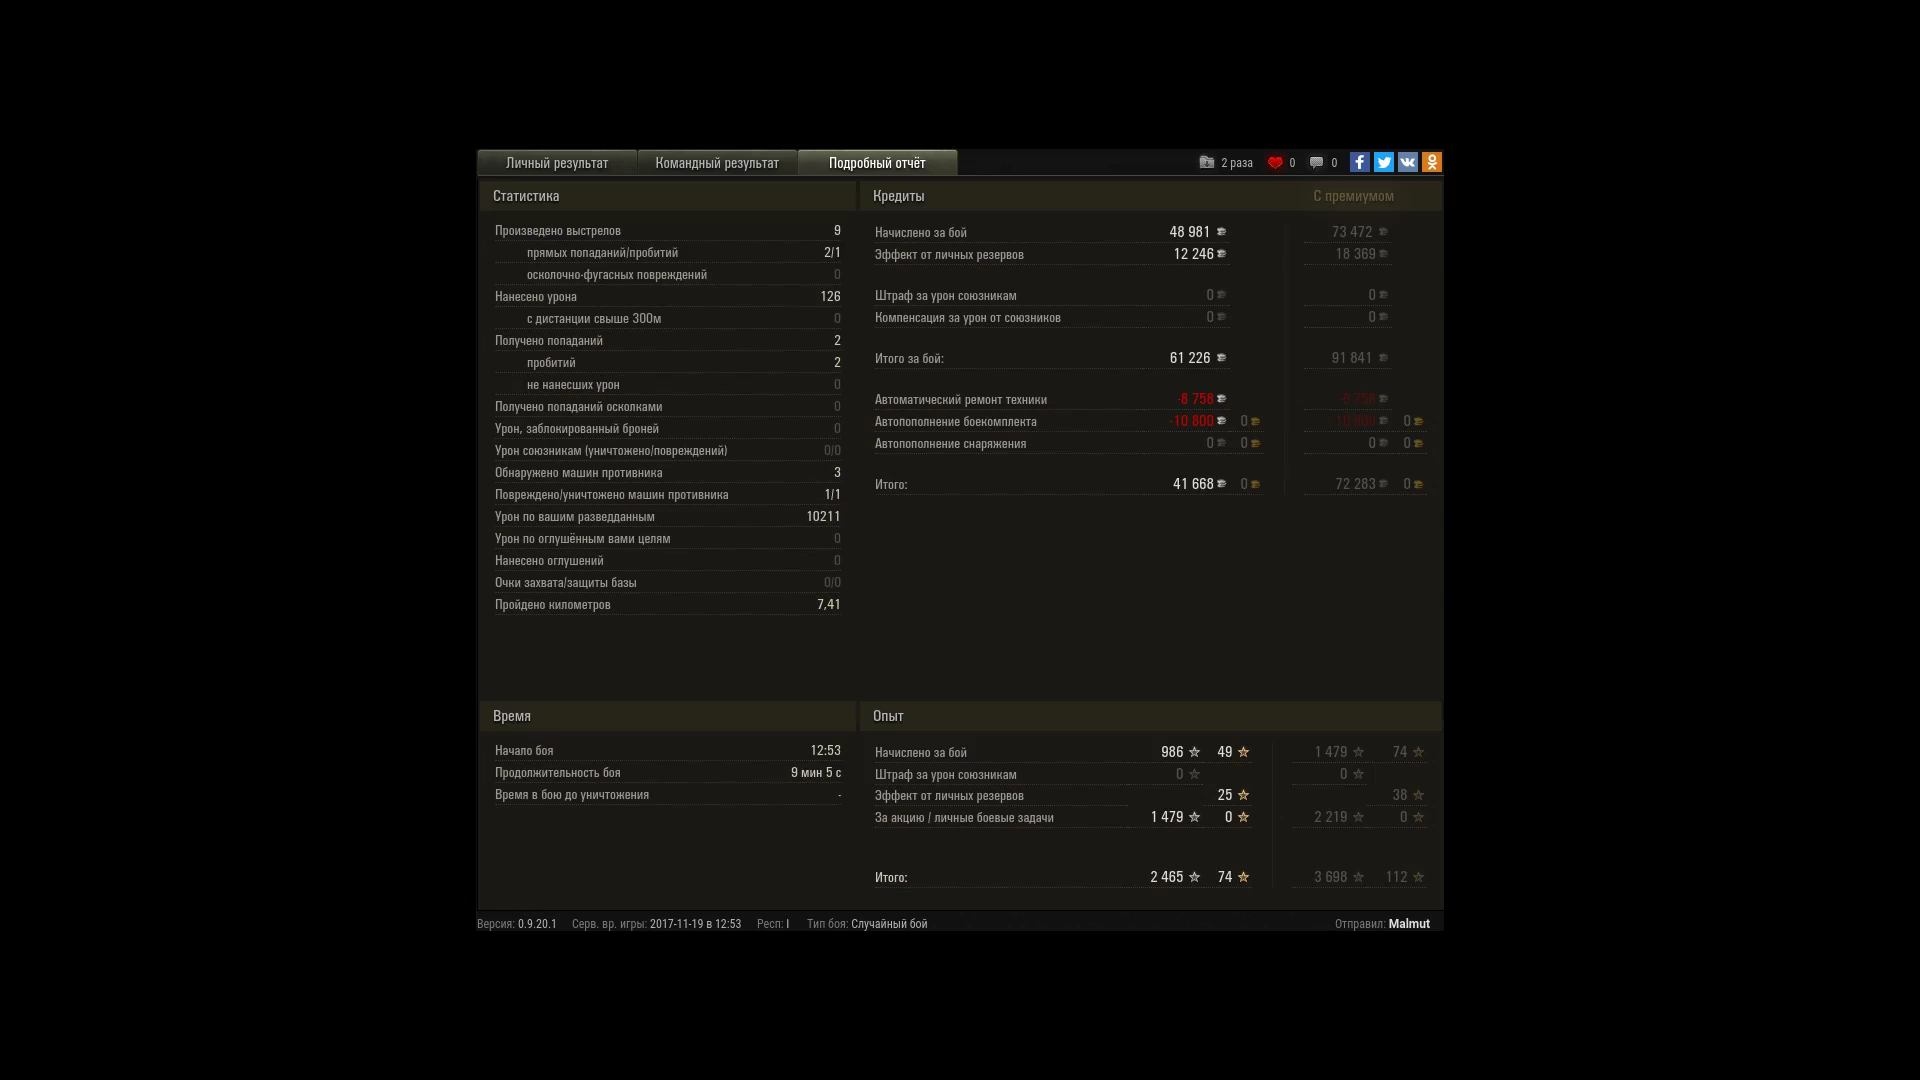 Личный результат Командный результат Подробный отчёт 2 раза 0 0
Статистика
Произведено выстрелов 9
прямых попаданий/пробитий 2/1
осколочно-фугасных повреждений 0
Нанесено урона 126
с дистанции свыше 300м 0
Получено попаданий 2
пробитий 2
не нанесших урон 0
Получено попаданий осколками 0
Урон, заблокированный броней 0
Урон союзникам (уничтожено/повреждений) 0/0
Обнаружено машин противника 3
Повреждено/уничтожено машин противника 1/1
Урон по вашим разведданным 10211
Урон по оглушённым вами целям 0
Нанесено оглушений 0
Очки захвата/защиты базы 0/0
Пройдено километров 7,41
Кредиты С премиумом
Начислено за бой 48 981 73 472
Эффект от личных резервов 12 246 18 369
Штраф за урон союзникам 0 0
Компенсация за урон от союзников 0 0
Итого за бой: 61 226 91 841
Автоматический ремонт техники -8 758 -8 758
Автопополнение боекомплекта -10 800 0 -10 800 0
Автопополнение снаряжения 0 0 0 0
Итого: 41 668 0 72 283 0
Время
Начало боя 12:53
Продолжительность боя 9 мин 5 с
Время в бою до уничтожения -
Опыт
Начислено за бой 986 49 1 479 74
Штраф за урон союзникам 0 0
Эффект от личных резервов 25 38
За акцию / личные боевые задачи 1 479 0 2 219 0
Итого: 2 465 74 3 698 112
Версия: 0.9.20.1 Серв. вр. игры: 2017-11-19 в 12:53 Респ: I Тип боя: Случайный бой Отправил: Malmut